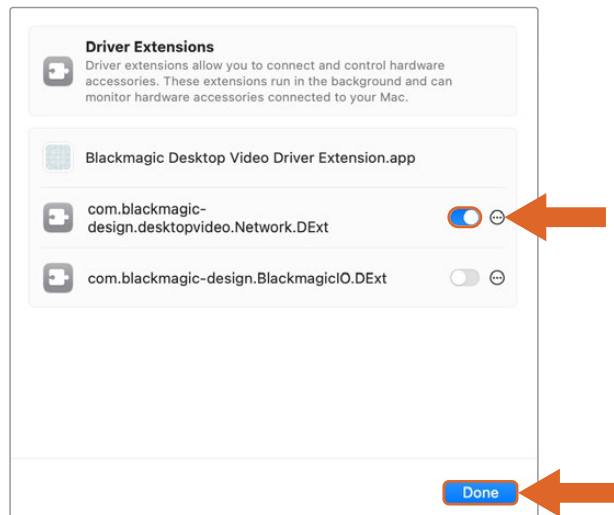 Driver Extensions
Driver extensions allow you to connect and control hardware
accessories. These extensions run in the background and can
monitor hardware accessories connected to your Mac.
Blackmagic Desktop Video Driver Extension.app
com.blackmagic-
design.desktopvideo.Network.DExt
com.blackmagic-design.BlackmagicIO.DExt
Done